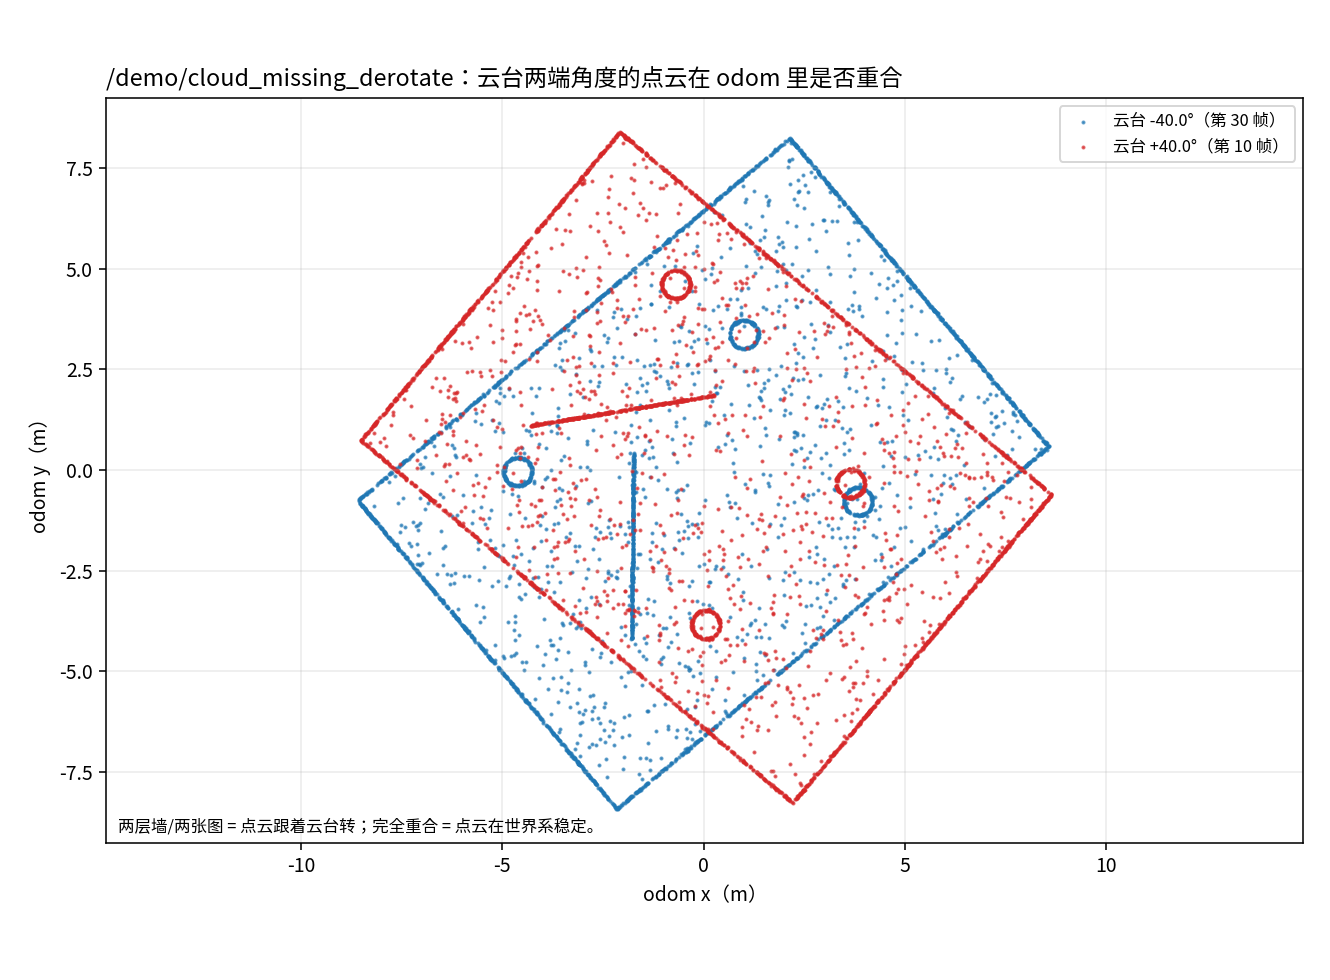 /demo/cloud_missing_derotate：云台两端角度的点云在 odom 里是否重合
云台 -40.0°（第 30 帧）
云台 +40.0°（第 10 帧）
7.5
5.0
2.5
0.0
-2.5
-5.0
-7.5
odom y（m）
两层墙/两张图 = 点云跟着云台转；完全重合 = 点云在世界系稳定。
-10
-5
0
5
10
odom x（m）